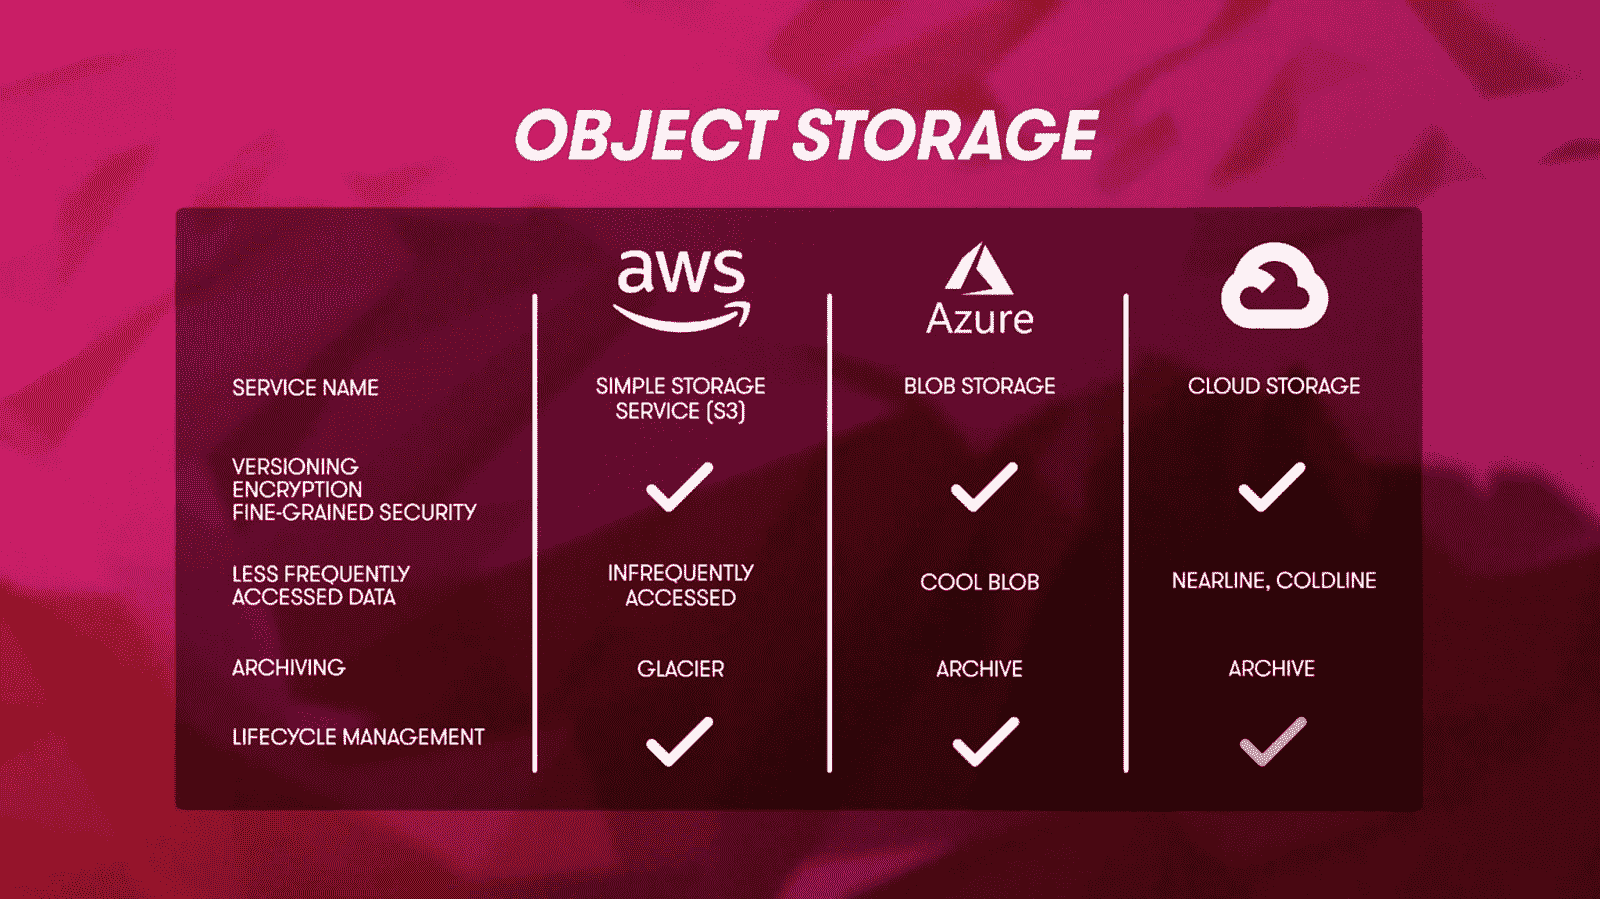 OBJECT STORAGE
aws
Azure
SERVICE NAME
SIMPLE STORAGE
SERVICE (S3)
BLOB STORAGE
CLOUD STORAGE
VERSIONING
ENCRYPTION
FINE-GRAINED SECURITY
LESS FREQUENTLY
ACCESSED DATA
INFREQUENTLY
ACCESSED
COOL BLOB
NEARLINE, COLDLINE
ARCHIVING
GLACIER
ARCHIVE
ARCHIVE
LIFECYCLE MANAGEMENT